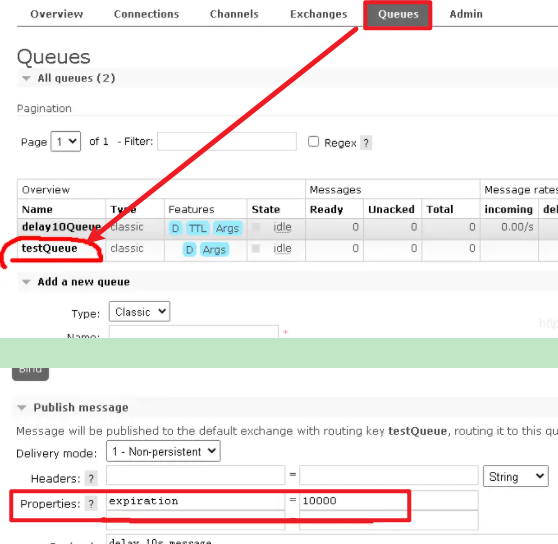 Overview Connections Channels Exchanges Queues Admin
Queues
All queues (2)
Pagination
Page 1 of 1 - Filter: Regex ?
Overview Messages Message rates
Name Type Features State Ready Unacked Total incoming
delay10Queue classic D TTL Args idle 0 0 0 0.00/s
testQueue classic D Args idle 0 0 0
Add a new queue
Type: Classic
Name: *
Bind
Publish message
Message will be published to the default exchange with routing key testQueue, routing it to this
Delivery mode: 1 - Non-persistent
Headers: ? = String
Properties: ? expiration = 10000
delay 10s message